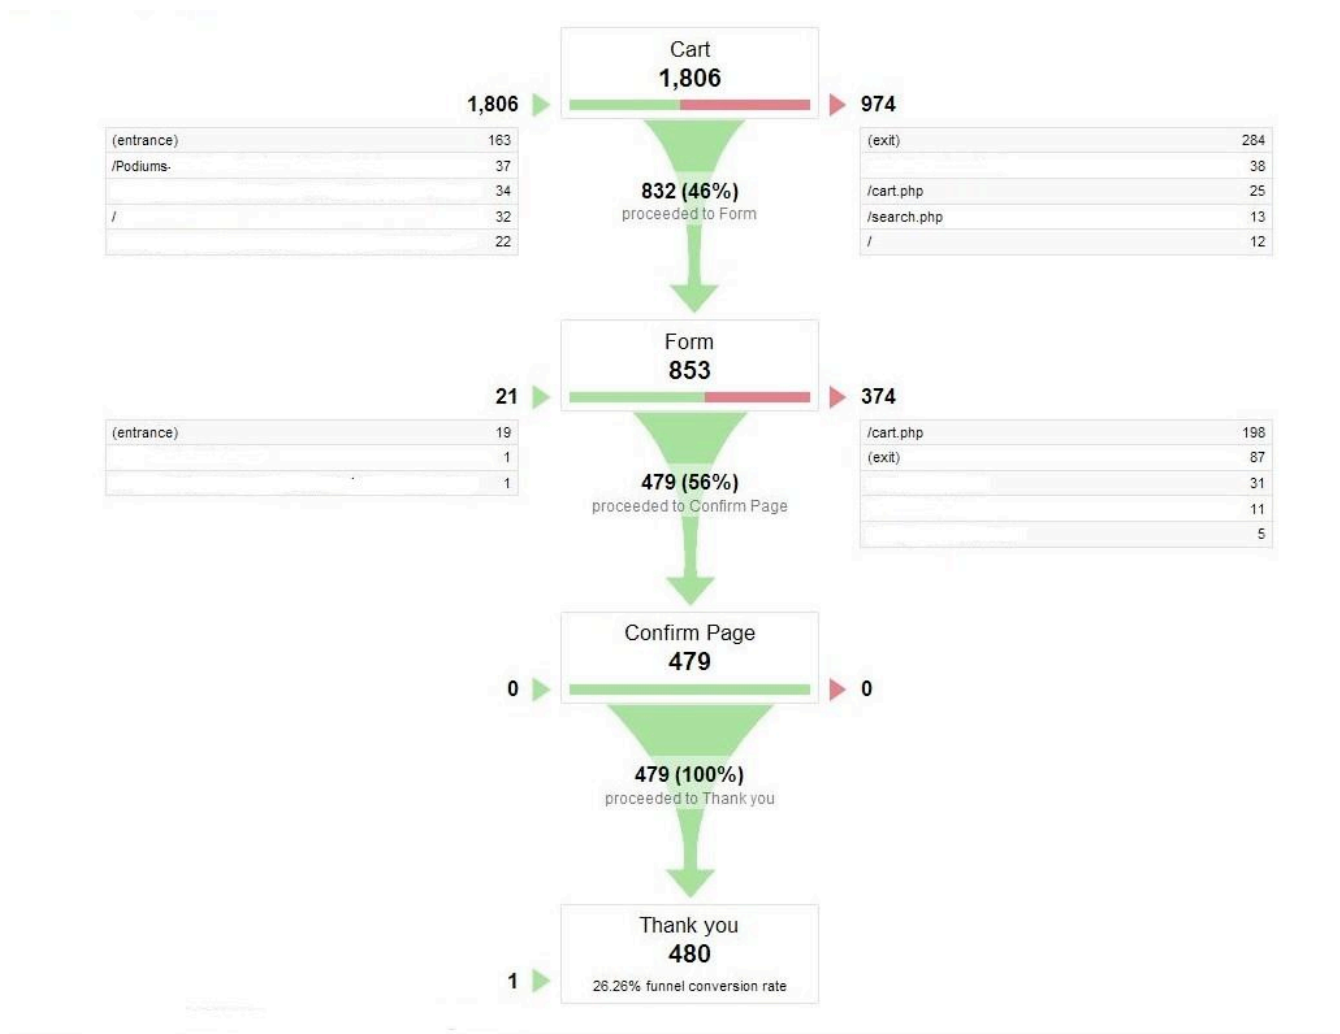 Cart
1,806
1,806
974
(entrance) 163
/Podiums- 37
34
/ 32
22
(exit) 284
38
/cart.php 25
/search.php 13
/ 12
832 (46%)
proceeded to Form
Form
853
21
374
(entrance) 19
1
1
/cart.php 198
(exit) 87
31
11
5
479 (56%)
proceeded to Confirm Page
Confirm Page
479
0
0
479 (100%)
proceeded to Thank you
Thank you
480
1
26.26% funnel conversion rate